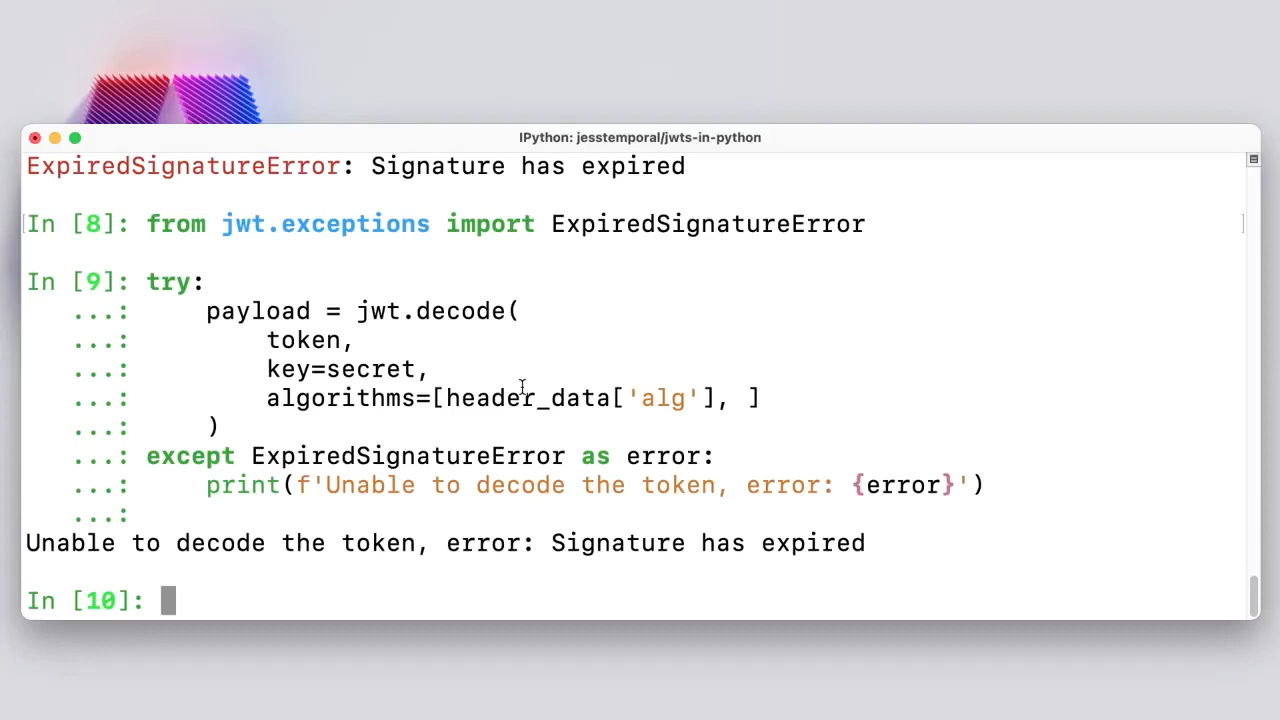 IPython: jesstemporal/jwts-in-python
ExpiredSignatureError: Signature has expired
In [8]: from jwt.exceptions import ExpiredSignatureError
In [9]: try:
...:     payload = jwt.decode(
...:         token,
...:         key=secret,
...:         algorithms=[header_data['alg'], ]
...:     )
...: except ExpiredSignatureError as error:
...:     print(f'Unable to decode the token, error: {error}')
...:
Unable to decode the token, error: Signature has expired
In [10]: